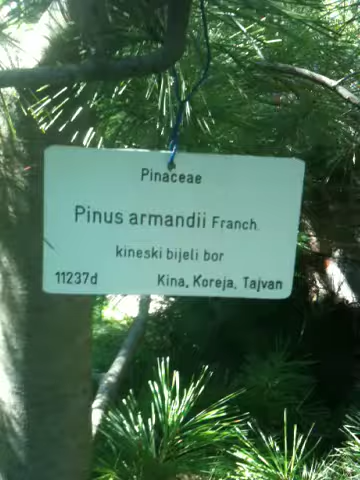 Pinaceae
Pinus armandii Franch.
kineski bijeli bor
11237d Kina, Koreja, Tajvan